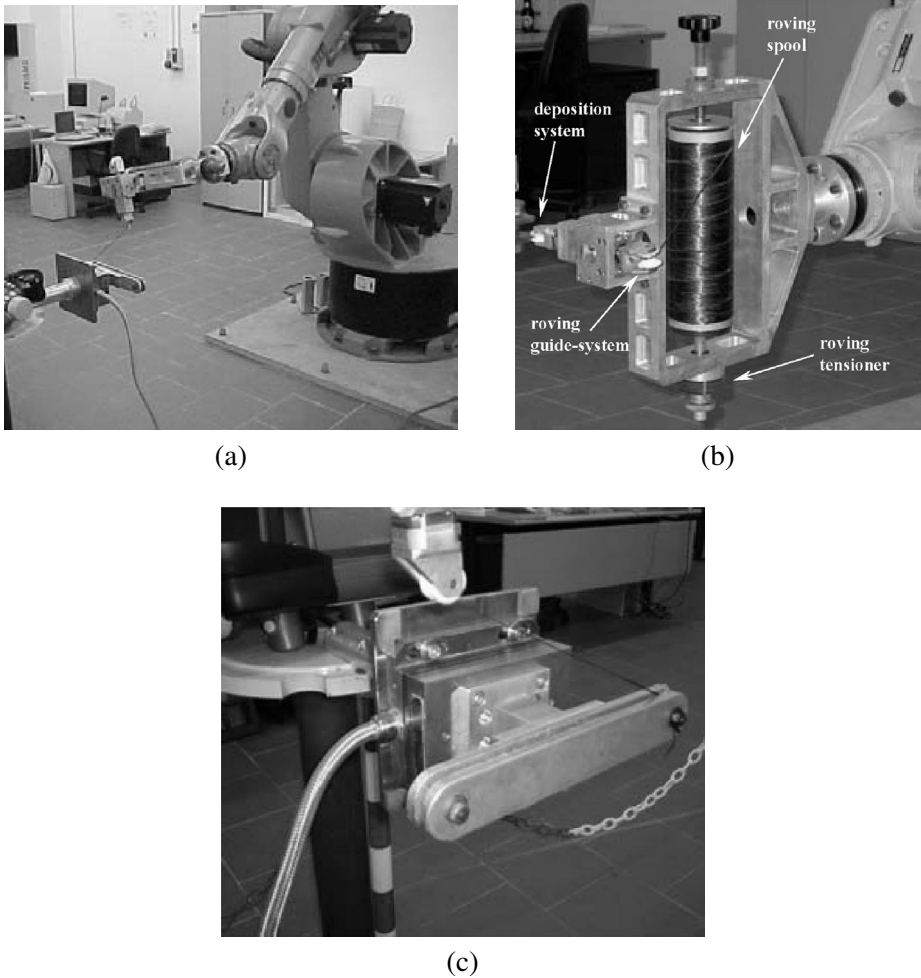 roving
spool
deposition
system
roving
guide-system
roving
tensioner
(a)
(b)
(c)